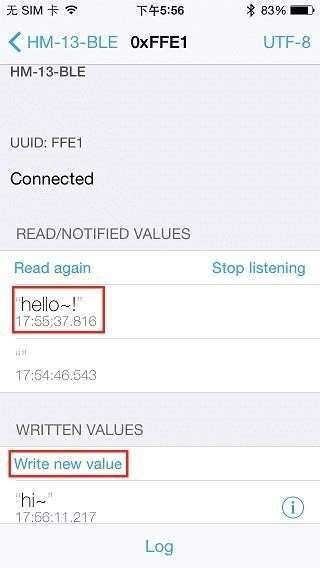 无 SIM 卡 下午5:56 83%
HM-13-BLE 0xFFE1 UTF-8
HM-13-BLE
UUID: FFE1
Connected
READ/NOTIFIED VALUES
Read again Stop listening
“hello~!”
17:55:37.816
“”
17:54:46.543
WRITTEN VALUES
Write new value
“hi~”
17:56:11.217
Log